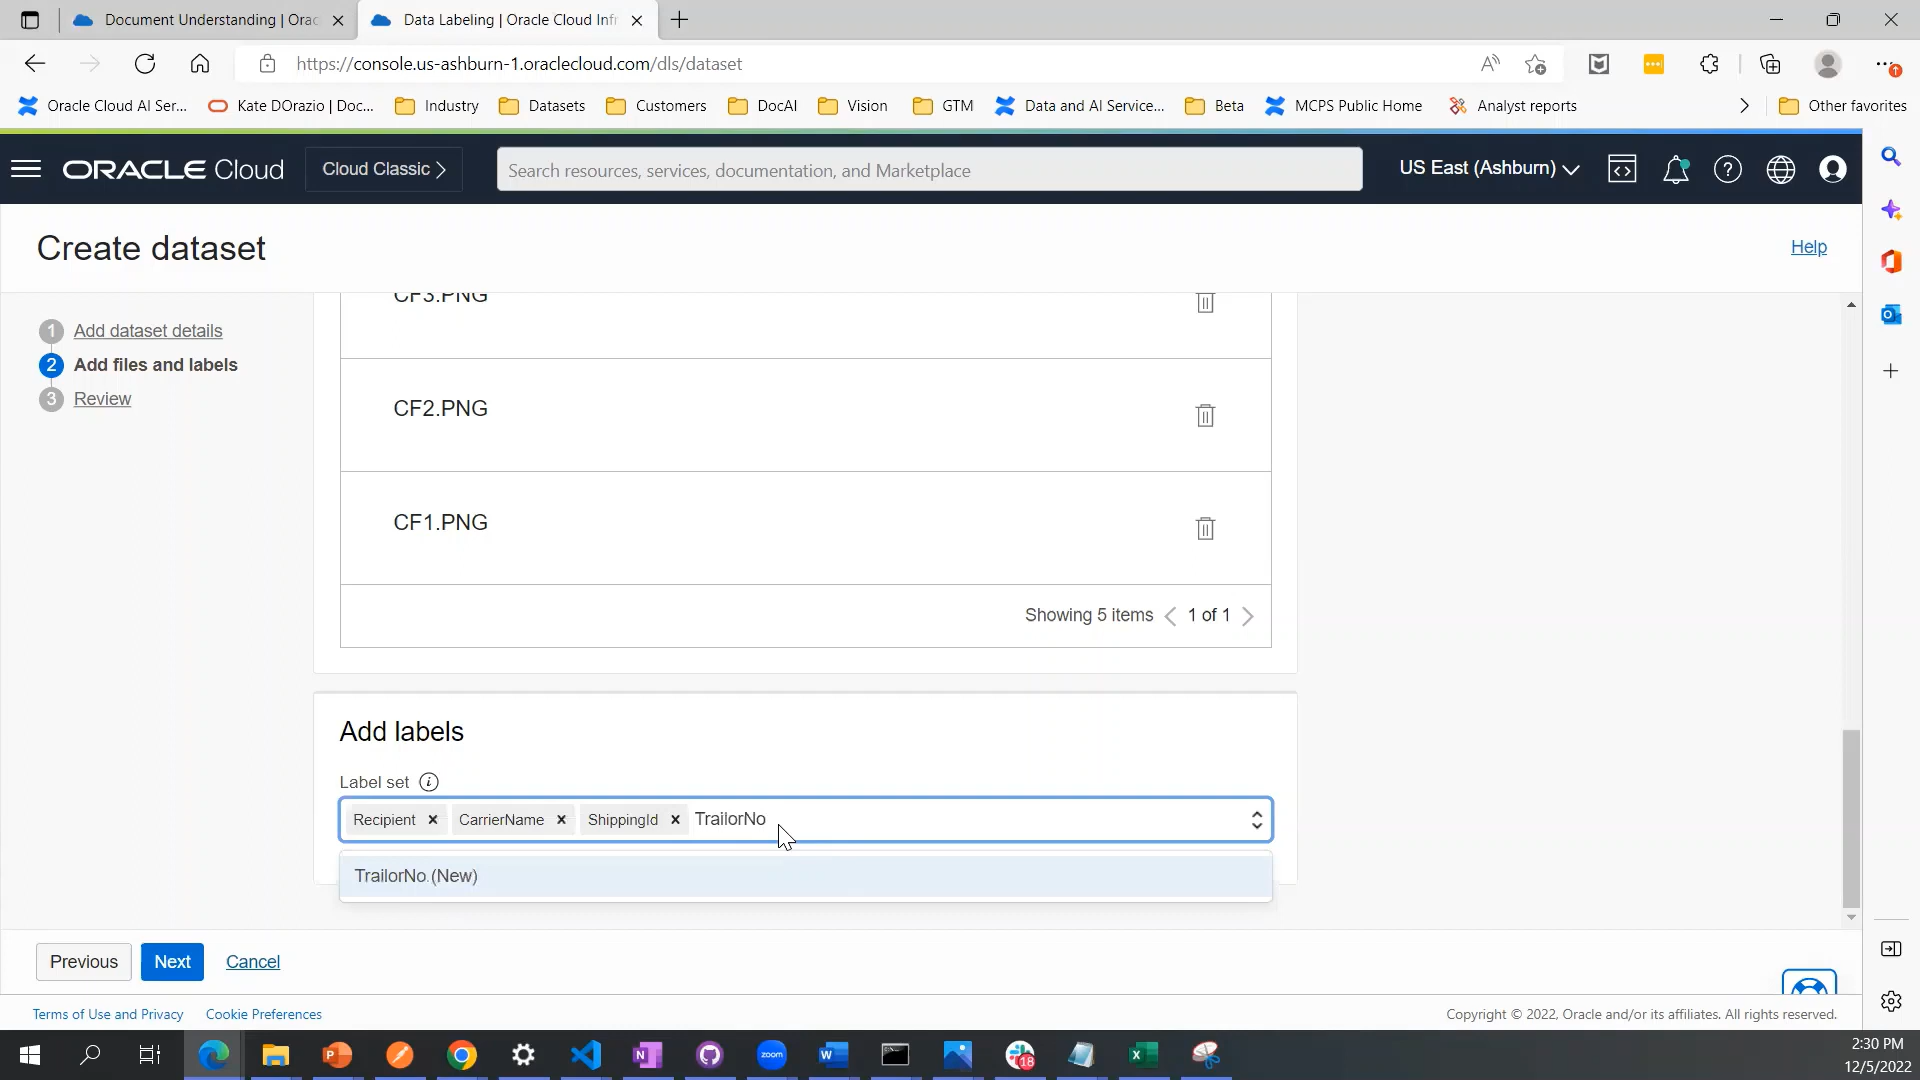 Document Understanding | Orac
Data Labeling | Oracle Cloud Infr
https://console.us-ashburn-1.oraclecloud.com/dls/dataset
Oracle Cloud AI Ser...
Kate DOrazio | Doc...
Industry
Datasets
Customers
DocAI
Vision
GTM
Data and AI Service...
Beta
MCPS Public Home
Analyst reports
Other favorites
ORACLE Cloud
Cloud Classic
Search resources, services, documentation, and Marketplace
US East (Ashburn)
Create dataset
Help
1 Add dataset details
2 Add files and labels
3 Review
CF3.PNG
CF2.PNG
CF1.PNG
Showing 5 items 1 of 1
Add labels
Label set
Recipient
CarrierName
ShippingId
TrailorNo
TrailorNo (New)
Previous
Next
Cancel
Terms of Use and Privacy
Cookie Preferences
Copyright © 2022, Oracle and/or its affiliates. All rights reserved.
zoom
18
2:30 PM
12/5/2022